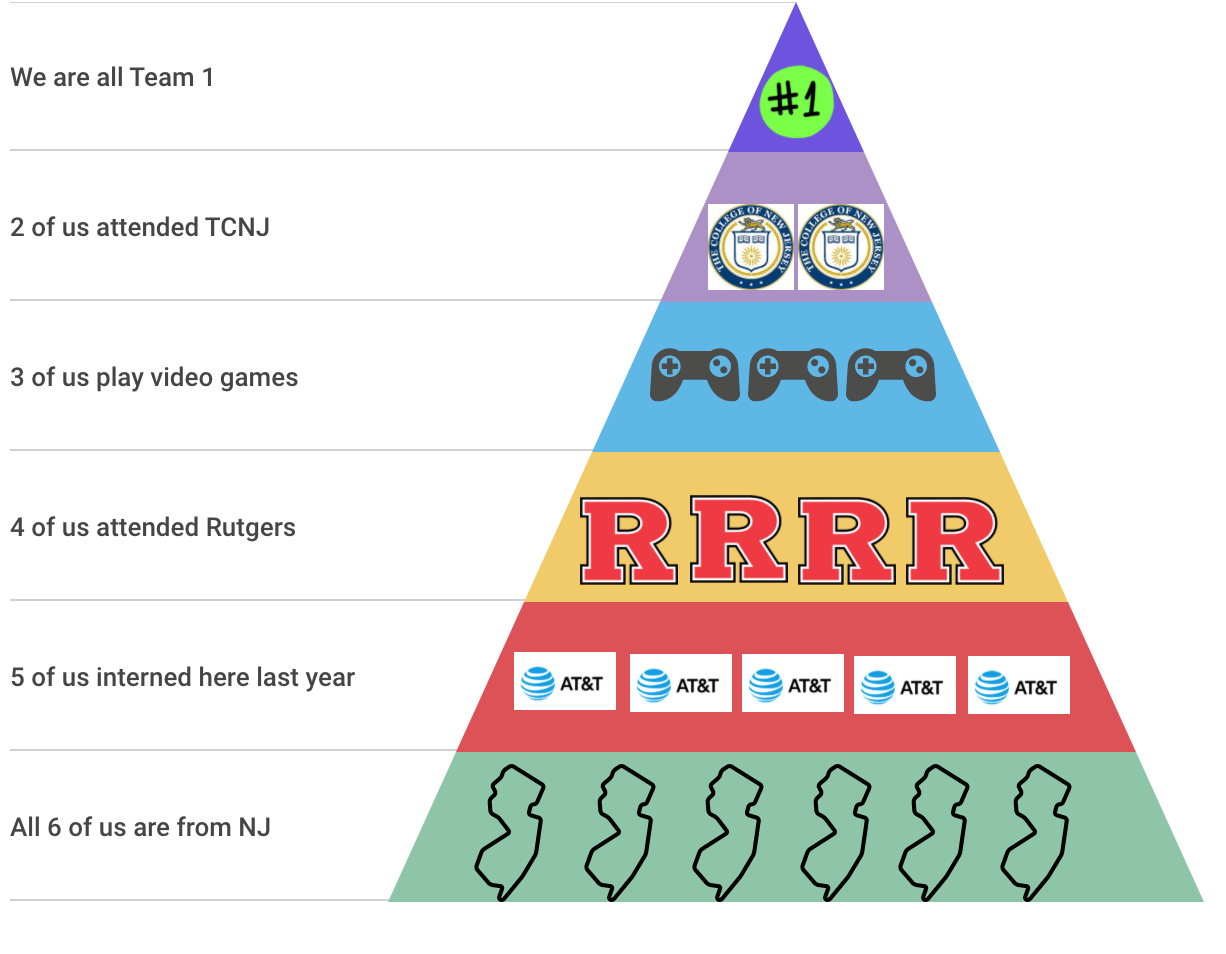 We are all Team 1
#1
2 of us attended TCNJ
THE COLLEGE OF NEW JERSEY THE COLLEGE OF NEW JERSEY
3 of us play video games
4 of us attended Rutgers
R R R R
5 of us interned here last year
AT&T AT&T AT&T AT&T AT&T
All 6 of us are from NJ